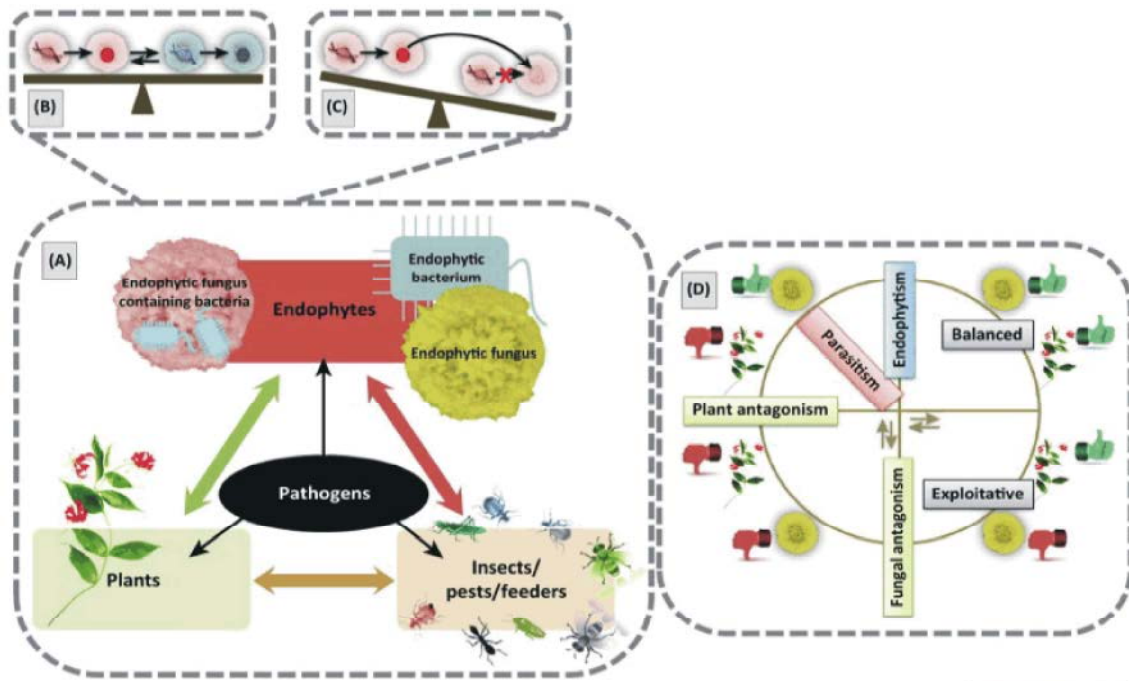 (B)
(C)
(A)
Endophytic fungus
containing bacteria
Endophytes
Endophytic
bacterium
Endophytic fungus
Pathogens
Plants
Insects/
pests/feeders
(D)
Endophytism
Balanced
Parasitism
Plant antagonism
Exploitative
Fungal antagonism